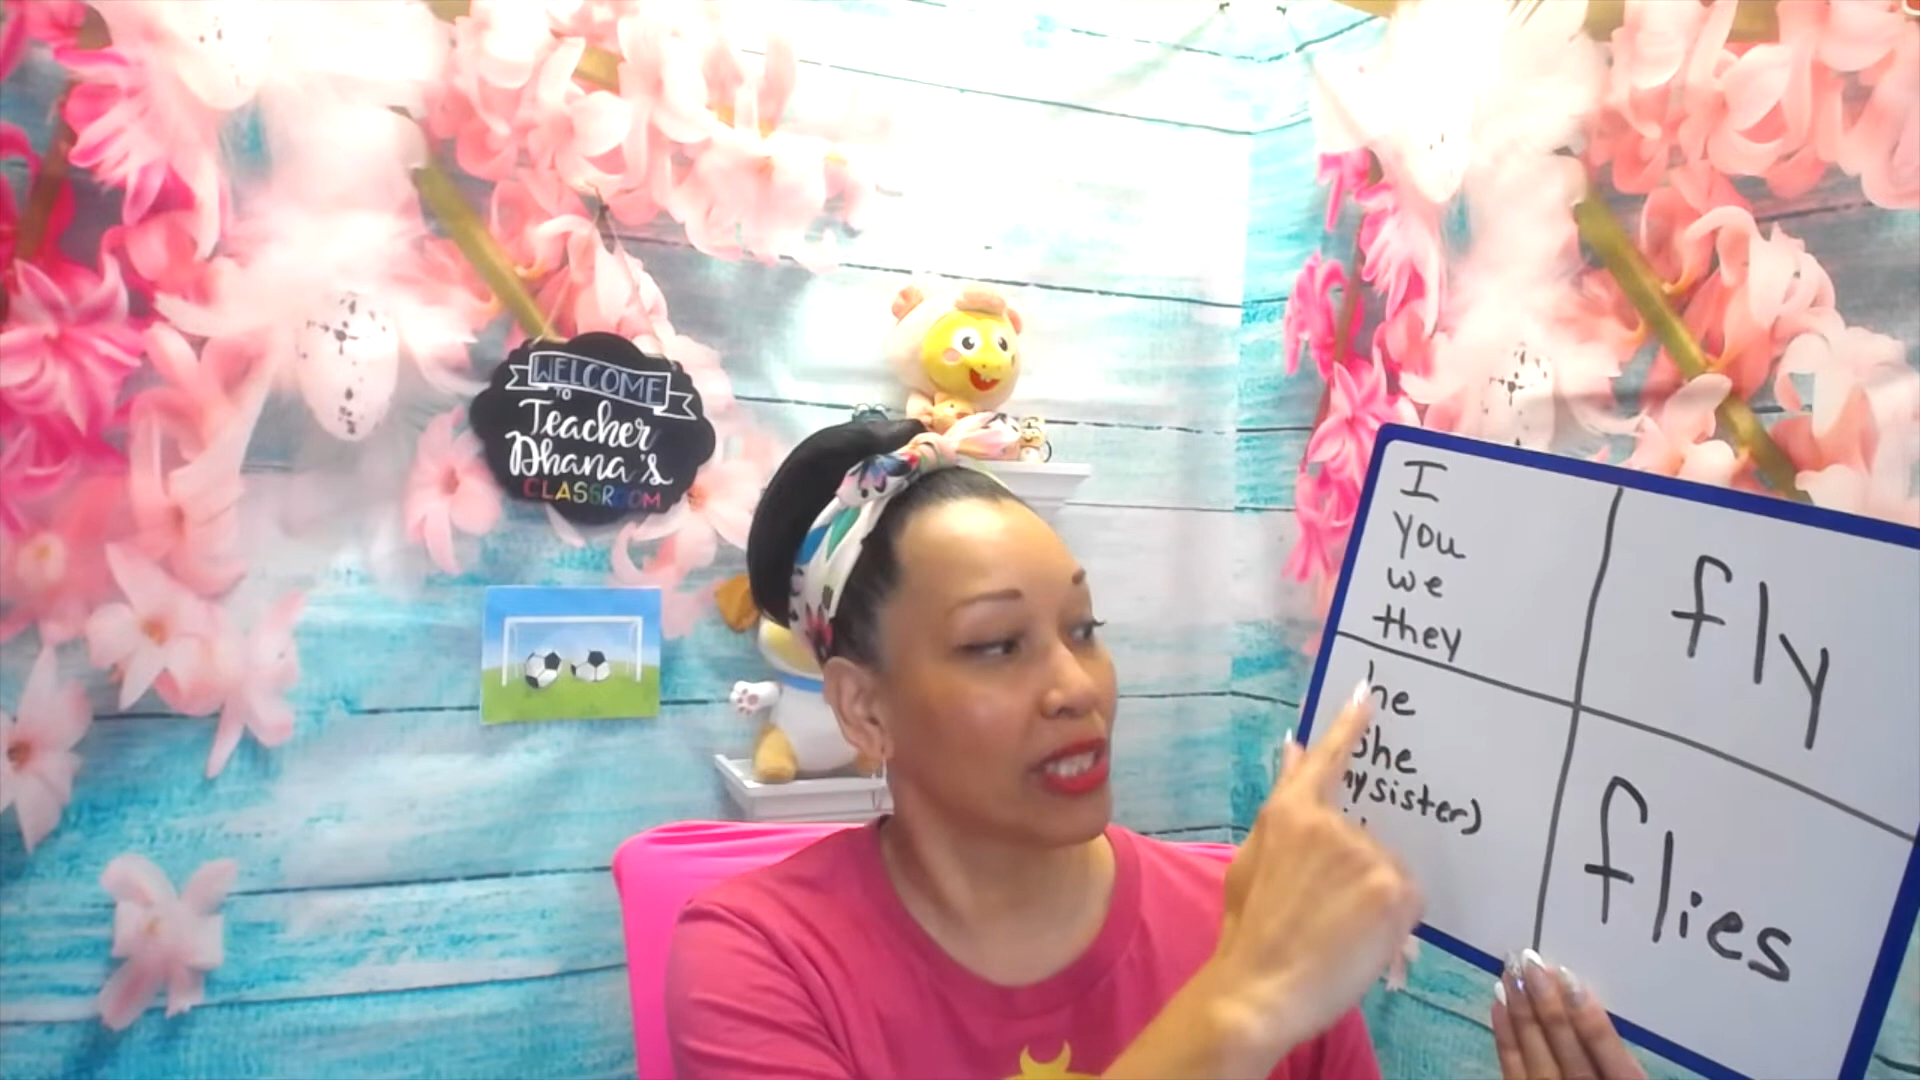 WELCOME
TO
Teacher
Dhana's
CLASSROOM
I
you
we
they
he
She
my sister)
fly
flies